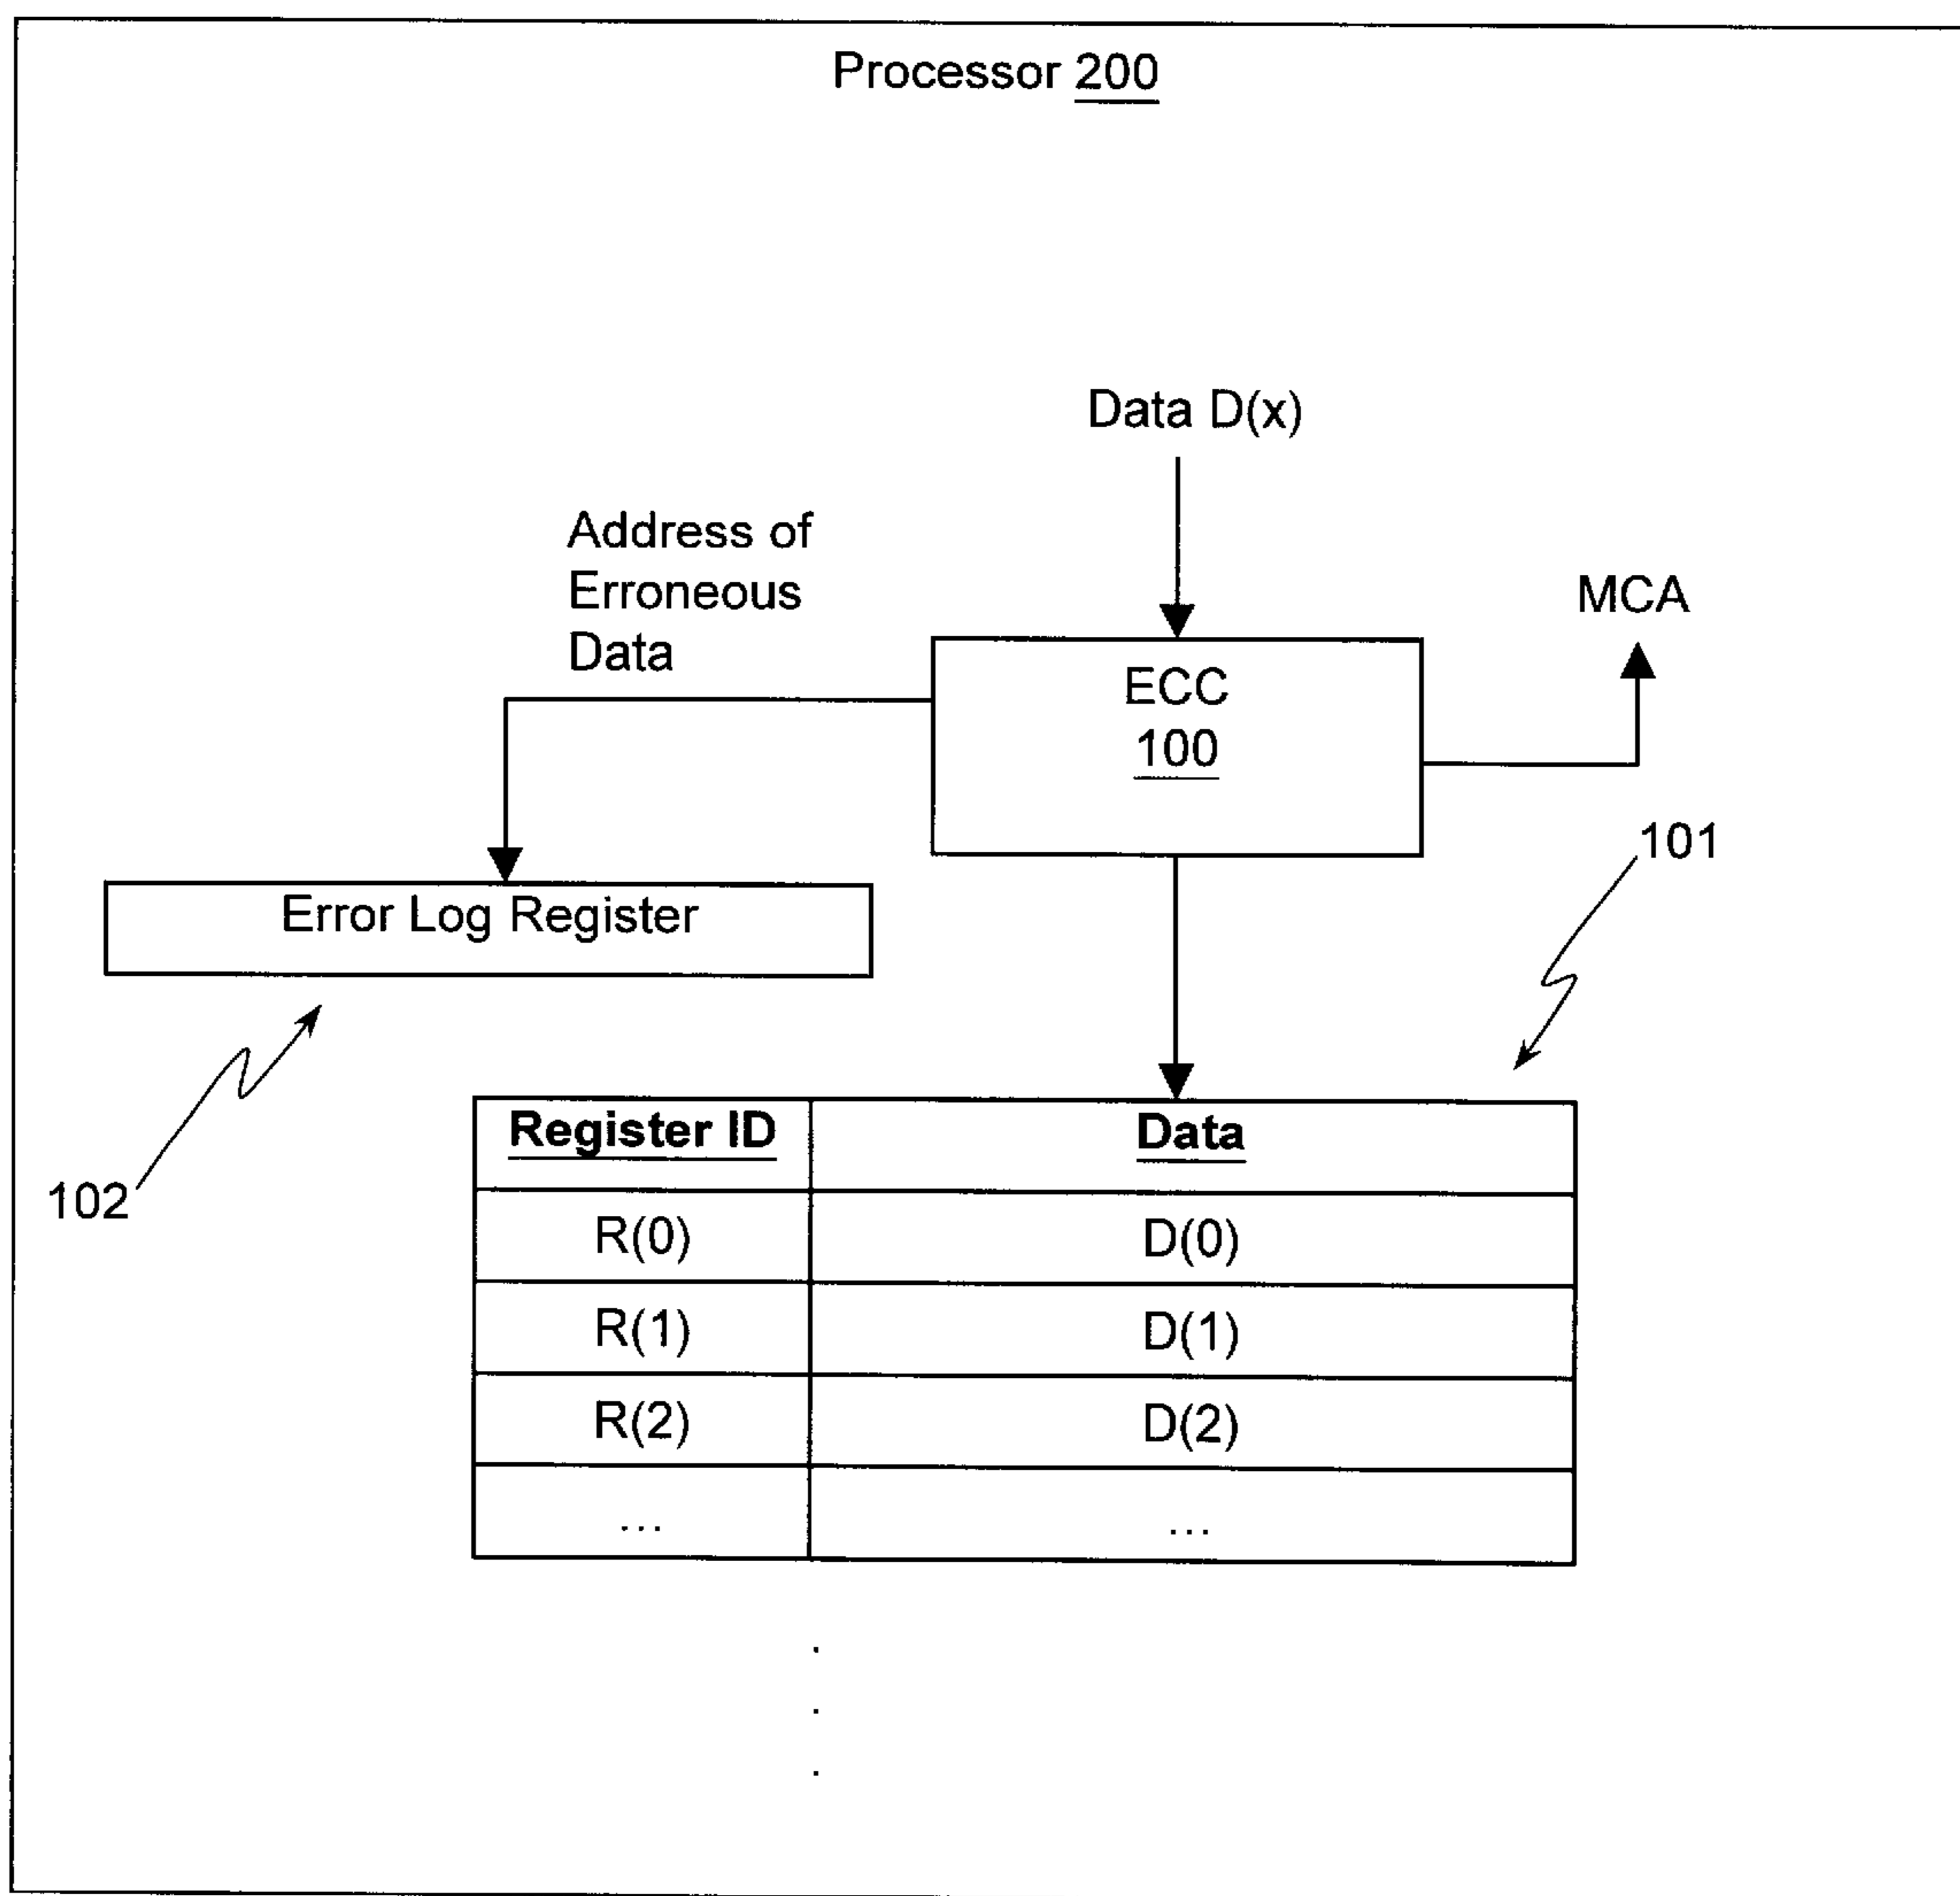 Processor 200
Data D(x)
Address of
Erroneous
Data
MCA
ECC
100
101
Error Log Register
102
Register ID Data
R(0) D(0)
R(1) D(1)
R(2) D(2)
... ...
.
.
.